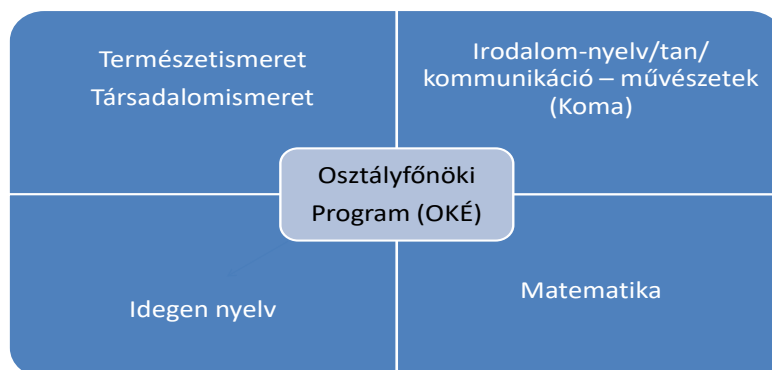 Természetismeret
Társadalomismeret
Irodalom-nyelv/tan/
kommunikáció – művészetek
(Koma)
Osztályfőnöki
Program (OKÉ)
Idegen nyelv
Matematika